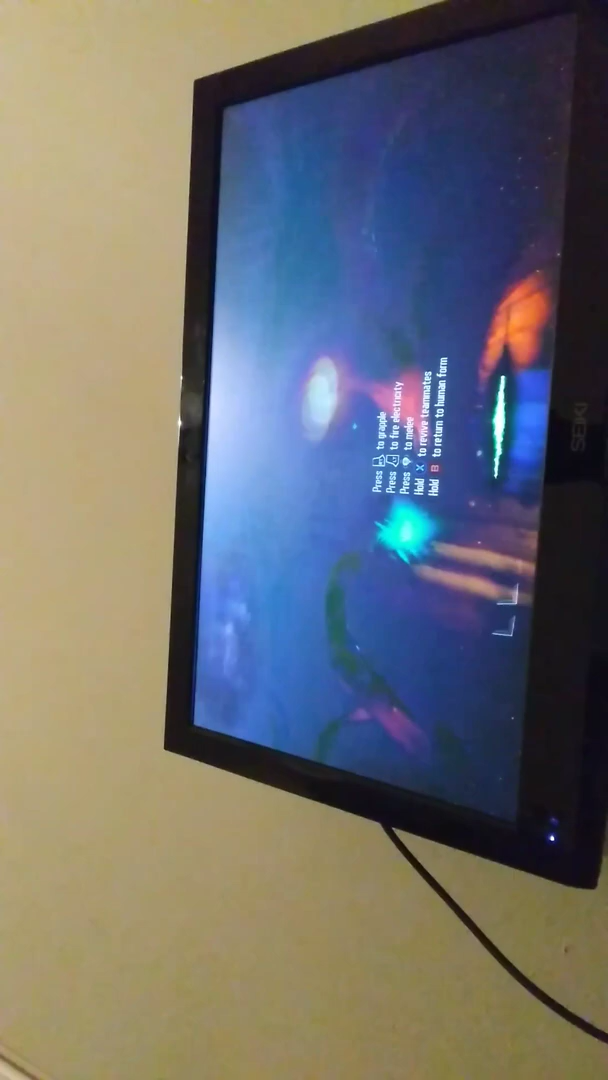 Press to grapple
Press to fire electricity
Press to melee
Hold X to revive teammates
Hold B to return to human form
SEIKI